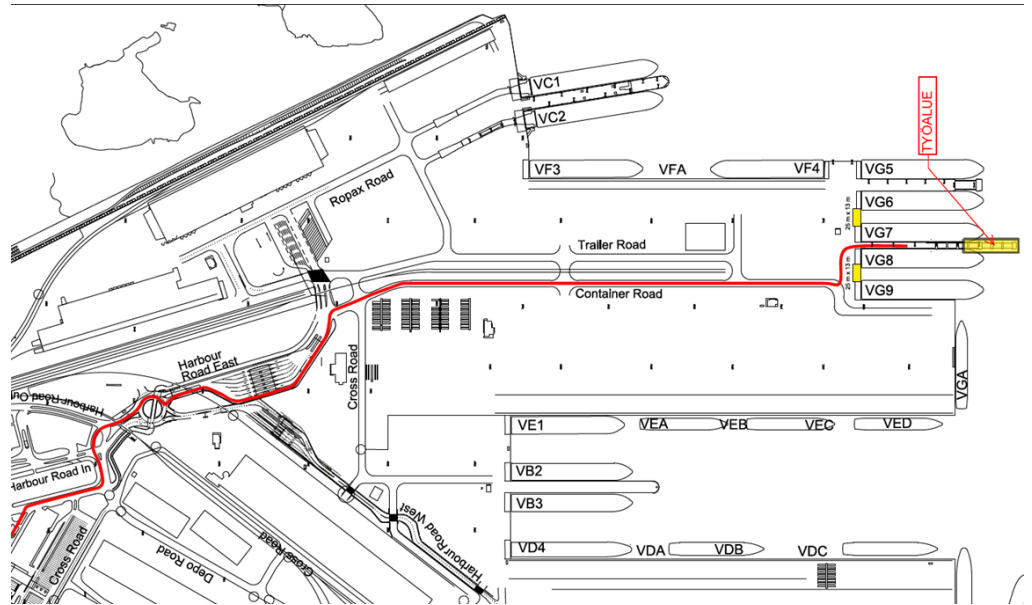 VC1
VC2
TYÖALUE
VF3
VFA
VF4
VG5
VG6
25 m x 13 m
VG7
Ropax Road
Trailer Road
VG8
25 m x 13 m
VG9
Container Road
Harbour
Road East
Cross Road
VGA
Harbour Road Out
VE1
VEA
VEB
VEC
VED
Harbour Road In
VB2
VB3
Harbour Road West
Cross Road
Depo Road
Cross Road
VD4
VDA
VDB
VDC